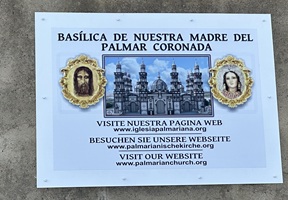 BASÍLICA DE NUESTRA MADRE DEL
PALMAR CORONADA
VISITE NUESTRA PAGINA WEB
www.iglesiapalmariana.org
BESUCHEN SIE UNSERE WEBSEITE
www.palmarianischekirche.org
VISIT OUR WEBSITE
www.palmarianchurch.org